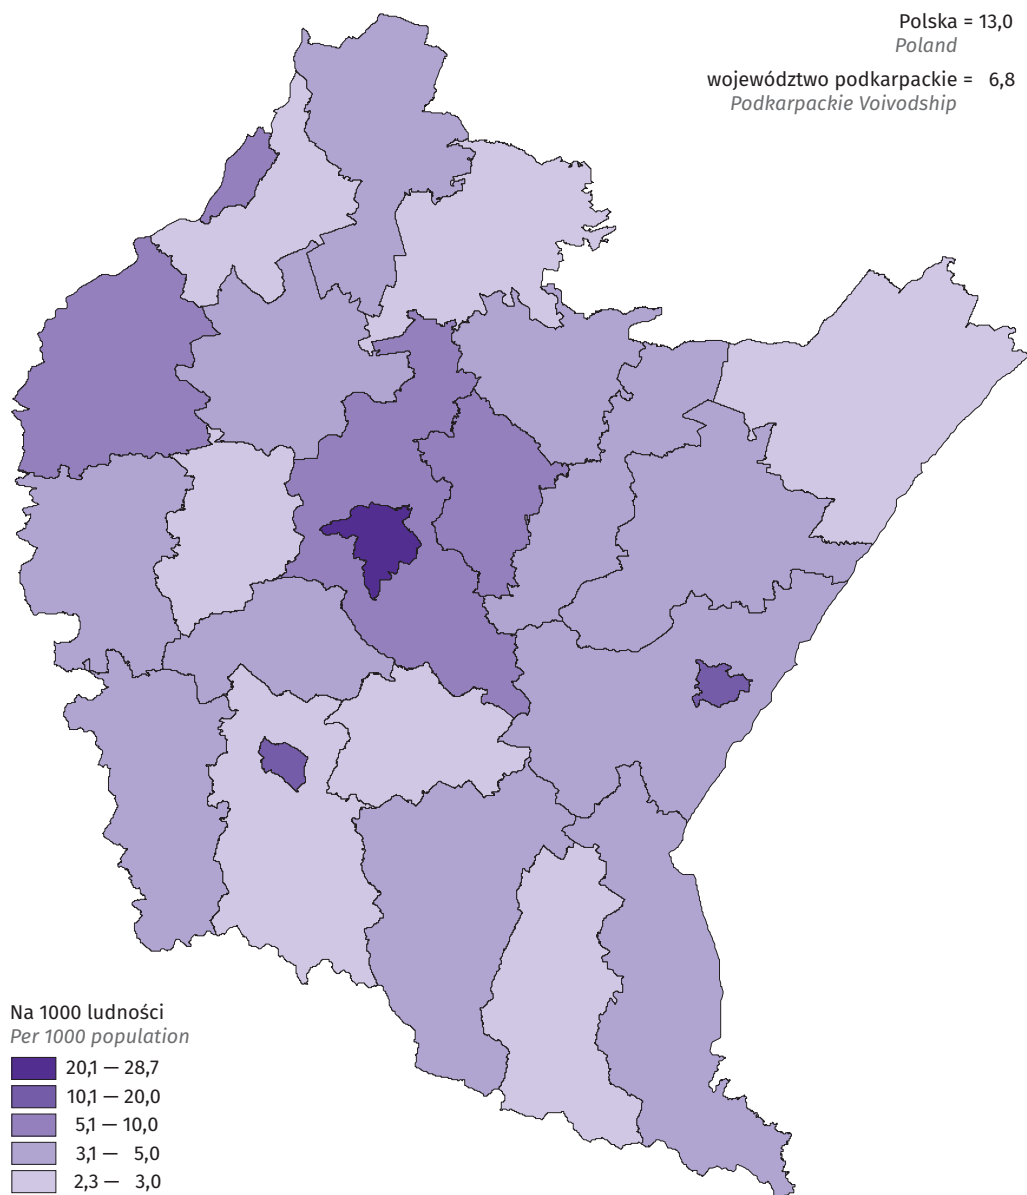 Polska = 13,0
Poland
województwo podkarpackie = 6,8
Podkarpackie Voivodship
Na 1000 ludności
Per 1000 population
20,1 — 28,7
10,1 — 20,0
5,1 — 10,0
3,1 — 5,0
2,3 — 3,0